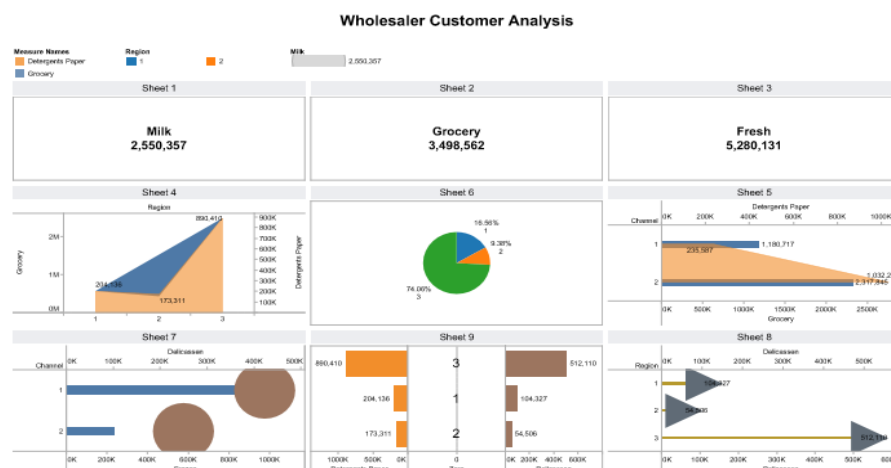 Wholesaler Customer Analysis
Measure Names Region Milk
Detergents Paper 1 2 2,550,357
Grocery
Sheet 1 Sheet 2 Sheet 3
Milk Grocery Fresh
2,550,357 3,498,562 5,280,131
Sheet 4 Sheet 6 Sheet 5
Region
Detergents Paper
Channel 0K 200K 400K 600K 800K 1000K
Grocery
2M
1M
0M
890,410
204,136
173,311
900K
800K
700K
600K
500K
400K
300K
200K
100K
Detergents Paper
1 2 3
16.56%
1
9.38%
2
74.06%
3
1 1,180,717
235,587
2 1,032,2
2,317,845
0K 500K 1000K 1500K 2000K 2500K
Grocery
Sheet 7 Sheet 9 Sheet 8
Delicassen
Channel 0K 100K 200K 300K 400K 500K
1
2
0K 200K 400K 600K 800K 1000K
890,410 3 512,110
204,136 1 104,327
173,311 2 54,506
1000K 500K 0K 0 0K 200K 400K 600K
Delicassen
Region 0K 100K 200K 300K 400K 500K
1 104,327
2 54,506
3 512,110
0K 100K 200K 300K 400K 500K